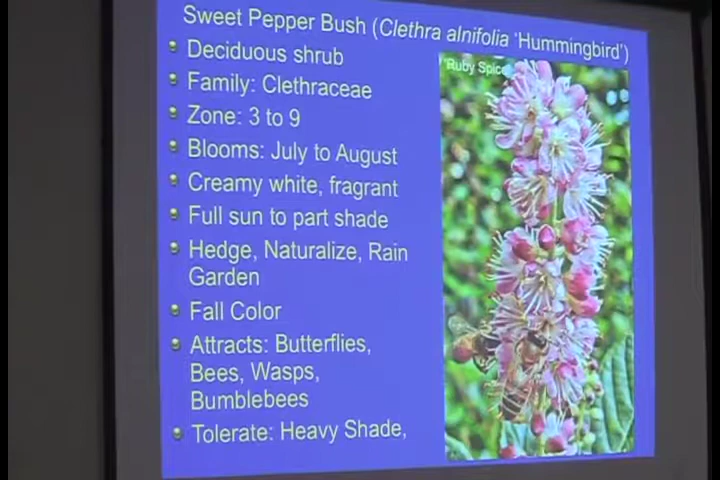 Sweet Pepper Bush (Clethra alnifolia 'Hummingbird')
'Ruby Spice
Deciduous shrub
Family: Clethraceae
Zone: 3 to 9
Blooms: July to August
Creamy white, fragrant
Full sun to part shade
Hedge, Naturalize, Rain
Garden
Fall Color
Attracts: Butterflies,
Bees, Wasps,
Bumblebees
Tolerate: Heavy Shade,